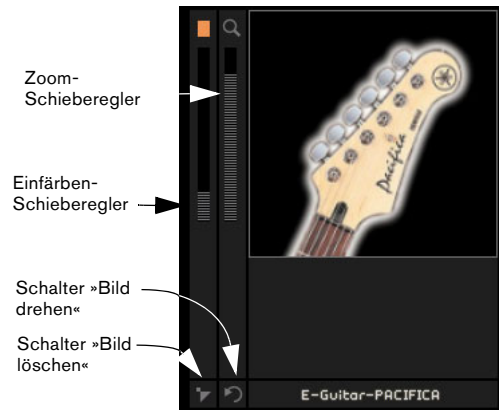 Zoom-
Schieberegler
Einfärben-
Schieberegler
Schalter »Bild
drehen«
Schalter »Bild
löschen«
Pacifica
E-Guitar-PACIFICA